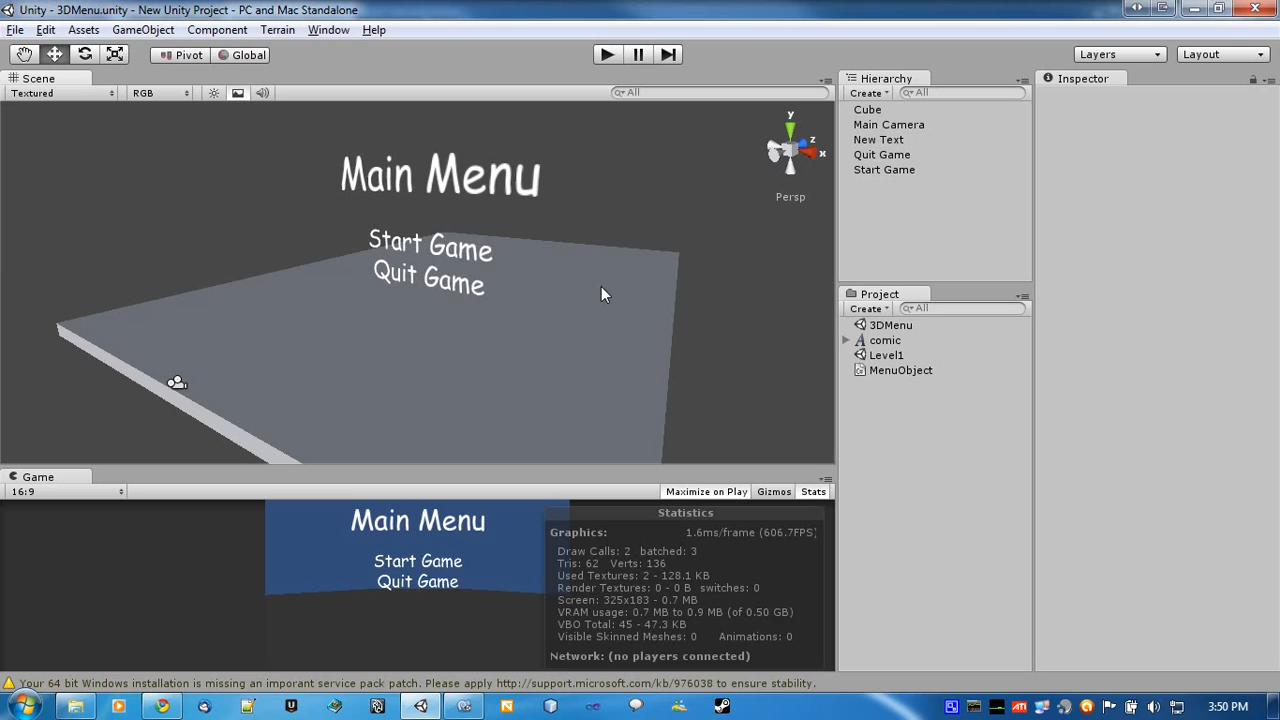 Unity - 3DMenu.unity - New Unity Project - PC and Mac Standalone
File Edit Assets GameObject Component Terrain Window Help
Pivot Global Layers Layout
Scene
Textured RGB All
y
z
x
Persp
Main Menu
Start Game
Quit Game
Hierarchy
Create All
Cube
Main Camera
New Text
Quit Game
Start Game
Inspector
Project
Create All
3DMenu
comic
Level1
MenuObject
Game
16:9 Maximize on Play Gizmos Stats
Main Menu
Start Game
Quit Game
Statistics
Graphics: 1.6ms/frame (606.7FPS)
Draw Calls: 2 batched: 3
Tris: 62 Verts: 136
Used Textures: 2 - 128.1 KB
Render Textures: 0 - 0 B switches: 0
Screen: 325x183 - 0.7 MB
VRAM usage: 0.7 MB to 0.9 MB (of 0.50 GB)
VBO Total: 45 - 47.3 KB
Visible Skinned Meshes: 0 Animations: 0
Network: (no players connected)
Your 64 bit Windows installation is missing an imporant service pack patch. Please apply http://support.microsoft.com/kb/976038 to ensure stability.
ATI
3:50 PM